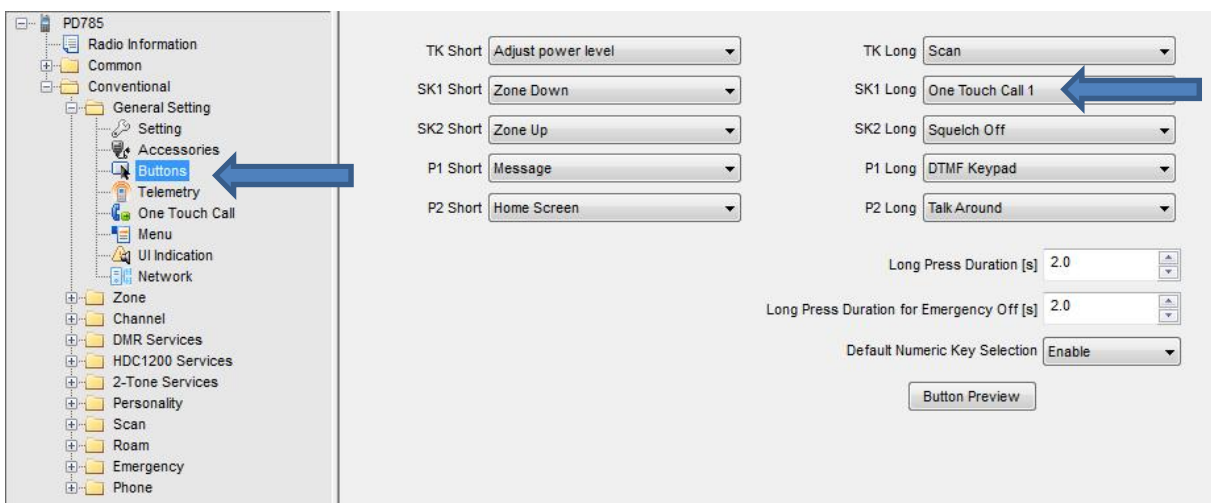 PD785
Radio Information
Common
Conventional
General Setting
Setting
Accessories
Buttons
Telemetry
One Touch Call
Menu
UI Indication
Network
Zone
Channel
DMR Services
HDC1200 Services
2-Tone Services
Personality
Scan
Roam
Emergency
Phone
TK Short Adjust power level TK Long Scan
SK1 Short Zone Down SK1 Long One Touch Call 1
SK2 Short Zone Up SK2 Long Squelch Off
P1 Short Message P1 Long DTMF Keypad
P2 Short Home Screen P2 Long Talk Around
Long Press Duration [s] 2.0
Long Press Duration for Emergency Off [s] 2.0
Default Numeric Key Selection Enable
Button Preview